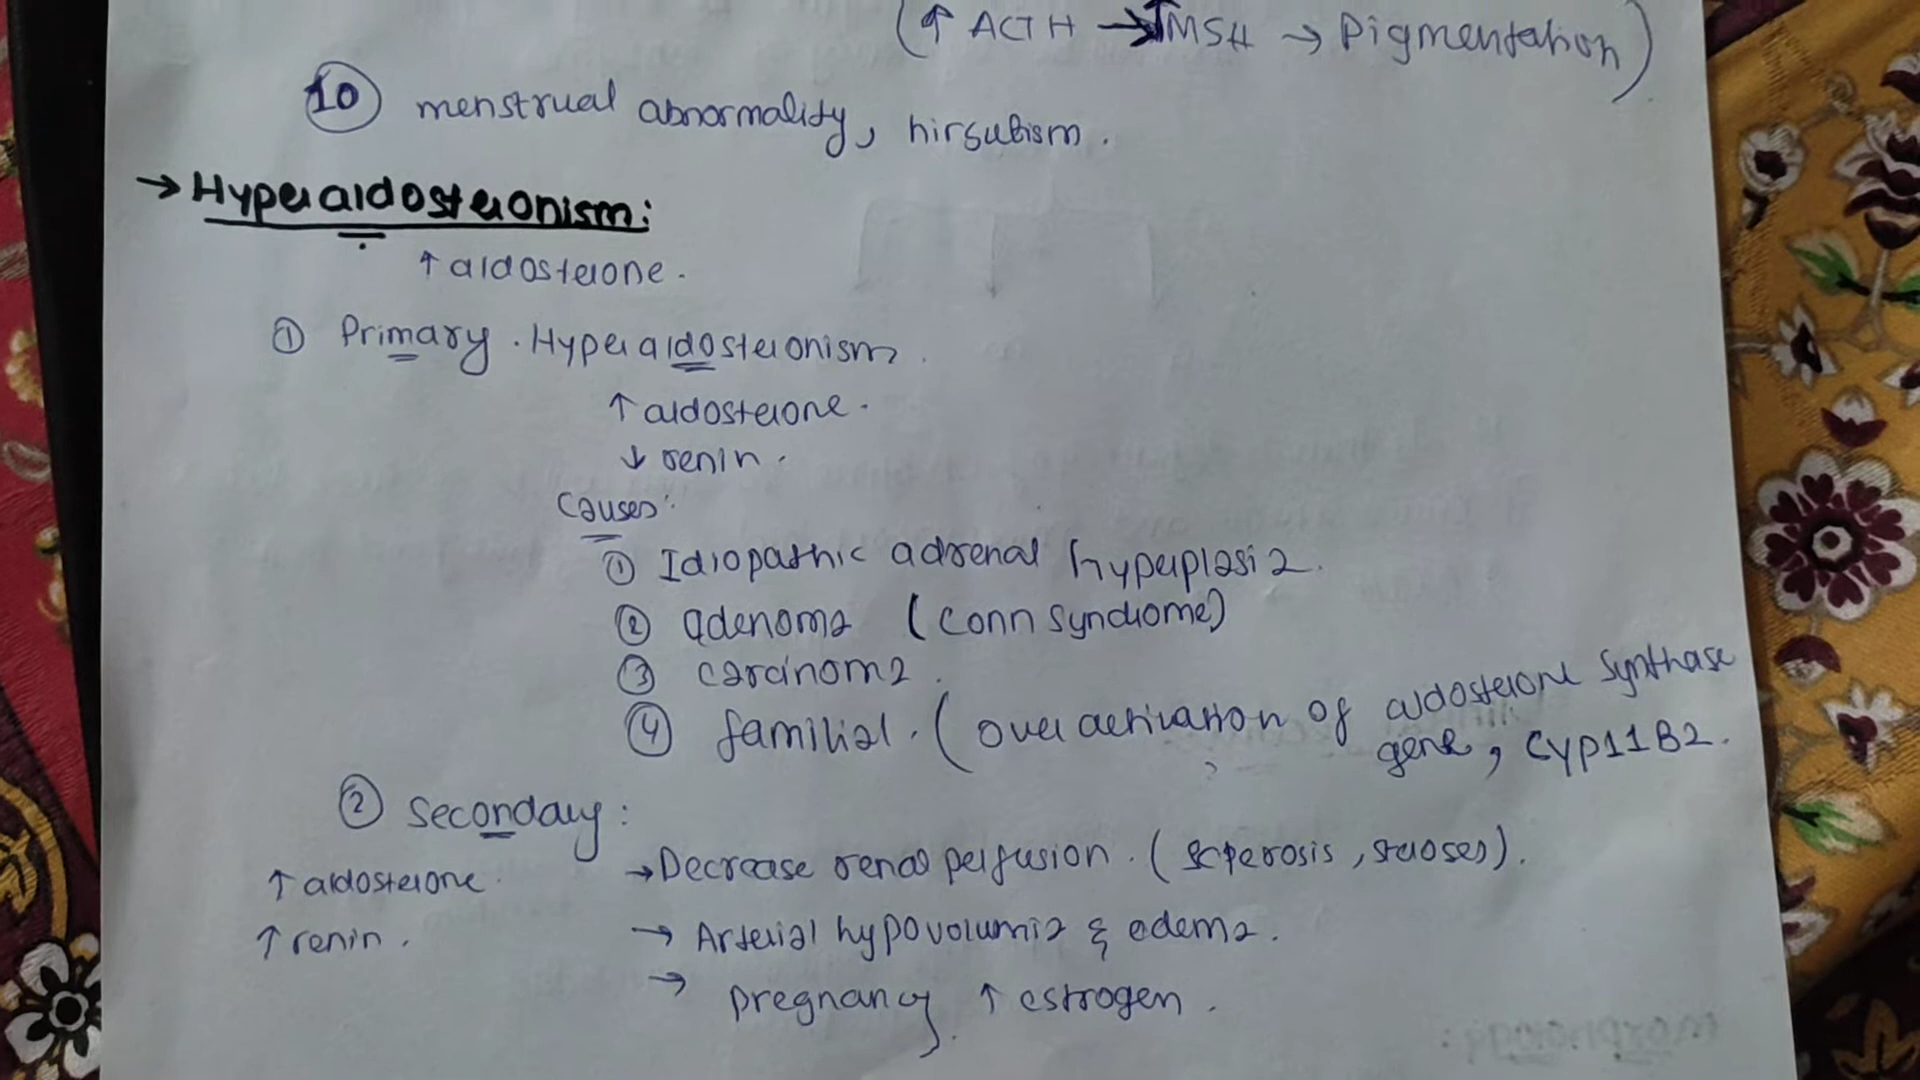 (↑ ACTH → ↑MSH → Pigmentation)
⑩ menstrual abnormality, hirsutism.
→ Hyperaldosteronism:
↑ aldosterone.
① Primary. Hyperaldosteronism.
↑ aldosterone.
↓ renin.
Causes:
① Idiopathic adrenal hyperplasia.
② adenoma (Conn syndrome)
③ carcinoma.
④ familial. (over activation of aldosterone synthase
gene, CYP11B2.
② Secondary:
↑ aldosterone. → Decrease renal perfusion. (
↑ renin. → Arterial hypovolumia & edema.
→ pregnancy ↑ estrogen.